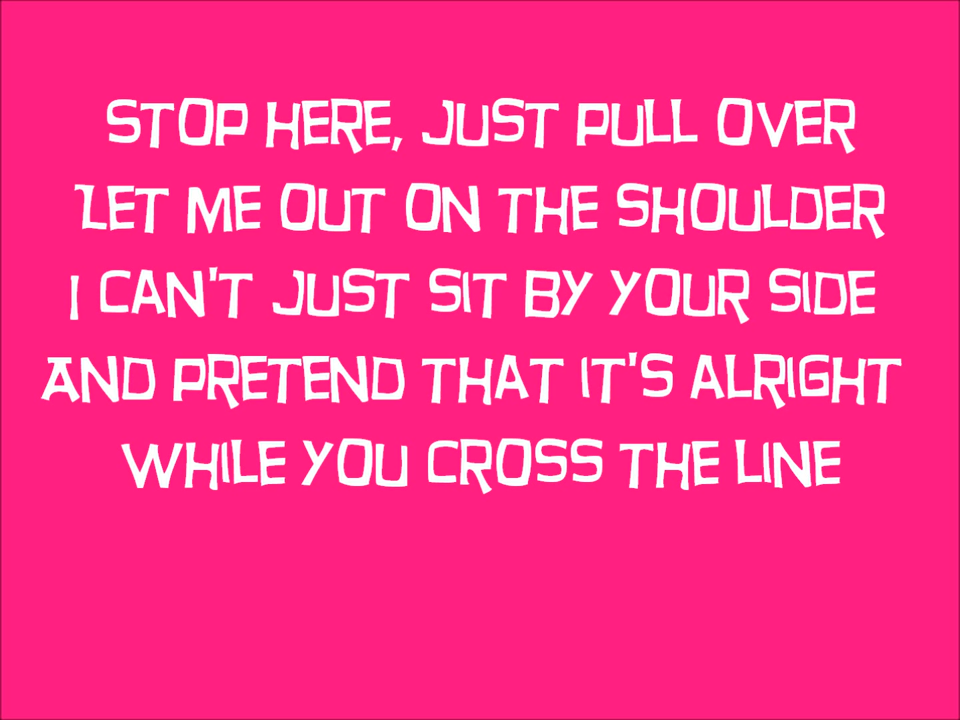 STOP HERE, JUST PULL OVER
LET ME OUT ON THE SHOULDER
I CAN'T JUST SIT BY YOUR SIDE
AND PRETEND THAT IT'S ALRIGHT
WHILE YOU CROSS THE LINE